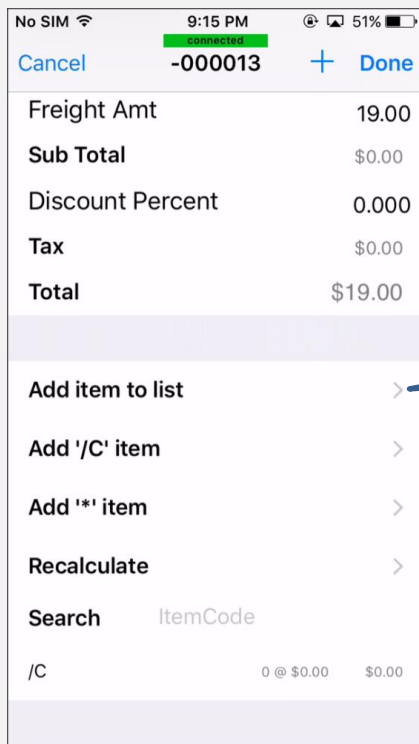 No SIM 9:15 PM 51%
connected
Cancel -000013 + Done
Freight Amt 19.00
Sub Total $0.00
Discount Percent 0.000
Tax $0.00
Total $19.00
Add item to list >
Add '/C' item >
Add '*' item >
Recalculate >
Search ItemCode
/C 0 @ $0.00 $0.00